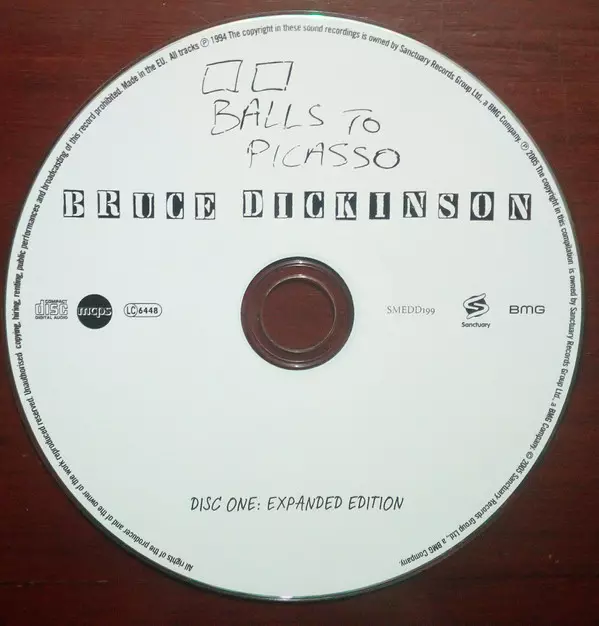 BALLS TO
PICASSO
BRUCE DICKINSON
COMPACT
disc
DIGITAL AUDIO
mcps
LC 6448
SMEDD199
Sanctuary
BMG
DISC ONE: EXPANDED EDITION
All rights of the producer and of the owner of the work reproduced reserved. Unauthorised copying, hiring, renting, public performances and broadcasting of this record prohibited. Made in the EU. All tracks ℗ 1994 The copyright in these sound recordings is owned by Sanctuary Records Group Ltd., a BMG Company. ℗ 2005 The copyright in this compilation is owned by Sanctuary Records Group Ltd., a BMG Company. © 2005 Sanctuary Records Group Ltd., a BMG Company.